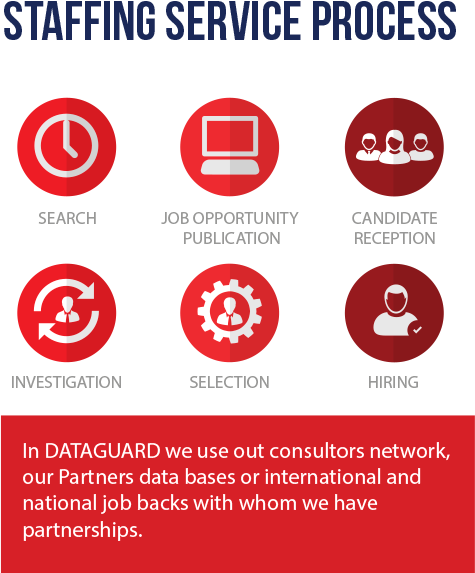 STAFFING SERVICE PROCESS
SEARCH
JOB OPPORTUNITY
PUBLICATION
CANDIDATE
RECEPTION
INVESTIGATION
SELECTION
HIRING
In DATAGUARD we use out consultors network,
our Partners data bases or international and
national job backs with whom we have
partnerships.